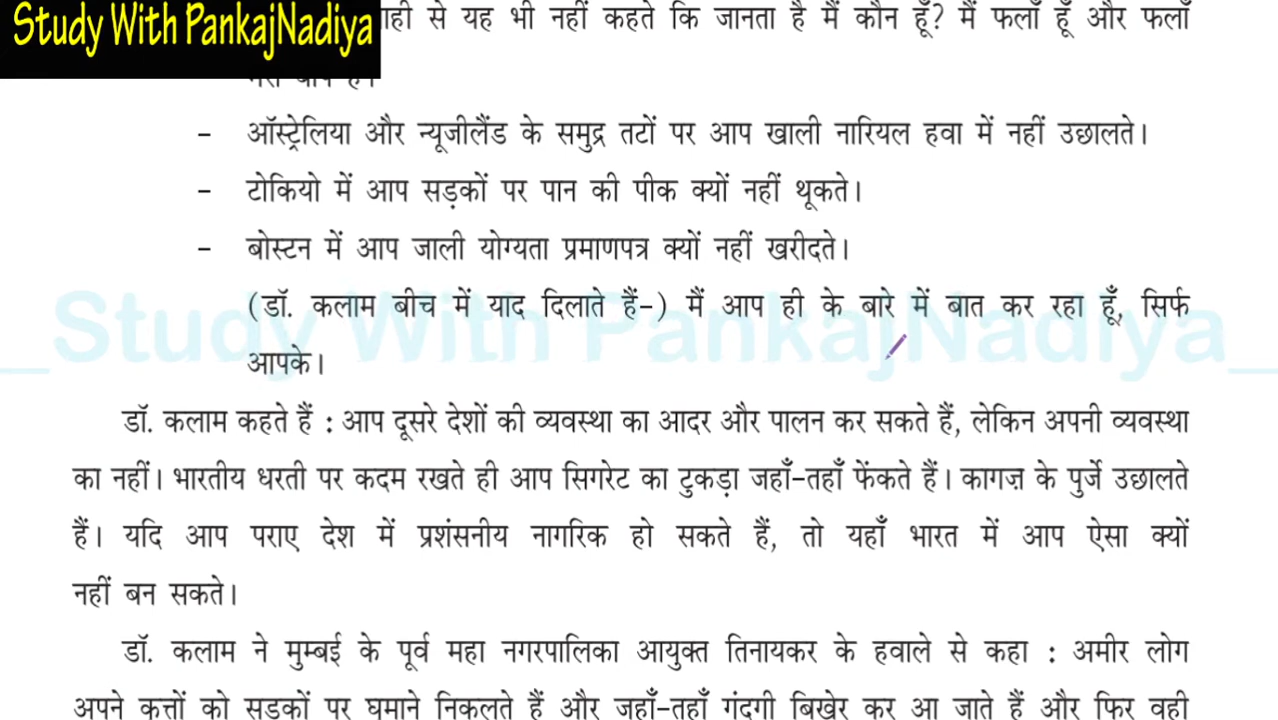 Study With PankajNadiya
से यह भी नहीं कहते कि जानता है मैं कौन हूँ? मैं फलाँ हूँ और फलाँ
- ऑस्ट्रेलिया और न्यूजीलैंड के समुद्र तटों पर आप खाली नारियल हवा में नहीं उछालते।
- टोकियो में आप सड़कों पर पान की पीक क्यों नहीं थूकते।
- बोस्टन में आप जाली योग्यता प्रमाणपत्र क्यों नहीं खरीदते।
(डॉ. कलाम बीच में याद दिलाते हैं-) मैं आप ही के बारे में बात कर रहा हूँ, सिर्फ
_Study With PankajNadiya_
आपके।
डॉ. कलाम कहते हैं : आप दूसरे देशों की व्यवस्था का आदर और पालन कर सकते हैं, लेकिन अपनी व्यवस्था
का नहीं। भारतीय धरती पर कदम रखते ही आप सिगरेट का टुकड़ा जहाँ-तहाँ फेंकते हैं। कागज़ के पुर्जे उछालते
हैं। यदि आप पराए देश में प्रशंसनीय नागरिक हो सकते हैं, तो यहाँ भारत में आप ऐसा क्यों
नहीं बन सकते।
डॉ. कलाम ने मुम्बई के पूर्व महा नगरपालिका आयुक्त तिनायकर के हवाले से कहा : अमीर लोग
अपने कुत्तों को सड़कों पर घुमाने निकलते हैं और जहाँ-तहाँ गंदगी बिखेर कर आ जाते हैं और फिर वही